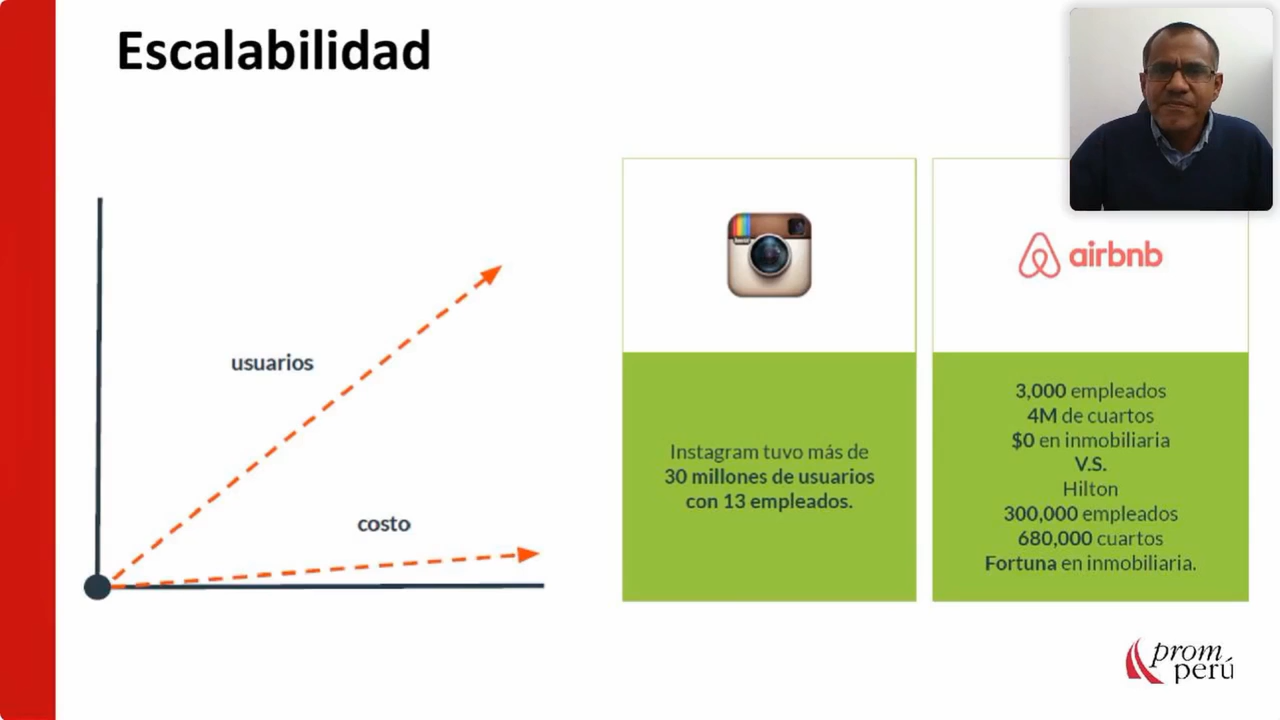 Escalabilidad
usuarios
costo
Instagram tuvo más de
30 millones de usuarios
con 13 empleados.
airbnb
3,000 empleados
4M de cuartos
$0 en inmobiliaria
V.S.
Hilton
300,000 empleados
680,000 cuartos
Fortuna en inmobiliaria.
prom
perú